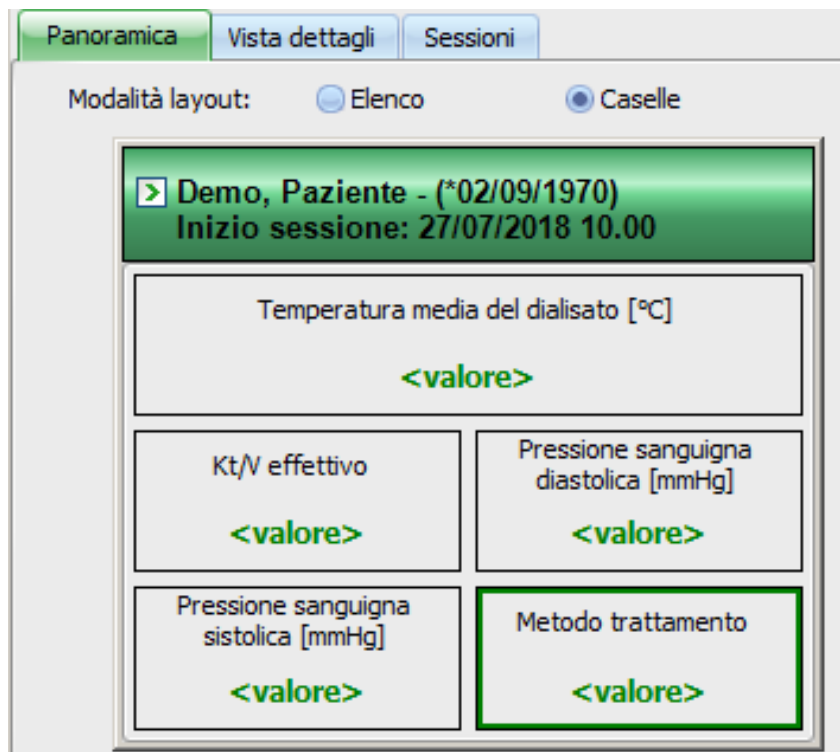 Panoramica Vista dettagli Sessioni
Modalità layout: Elenco Caselle
Demo, Paziente - (*02/09/1970)
Inizio sessione: 27/07/2018 10.00
Temperatura media del dialisato [°C]
<valore>
Kt/V effettivo
<valore>
Pressione sanguigna
diastolica [mmHg]
<valore>
Pressione sanguigna
sistolica [mmHg]
<valore>
Metodo trattamento
<valore>